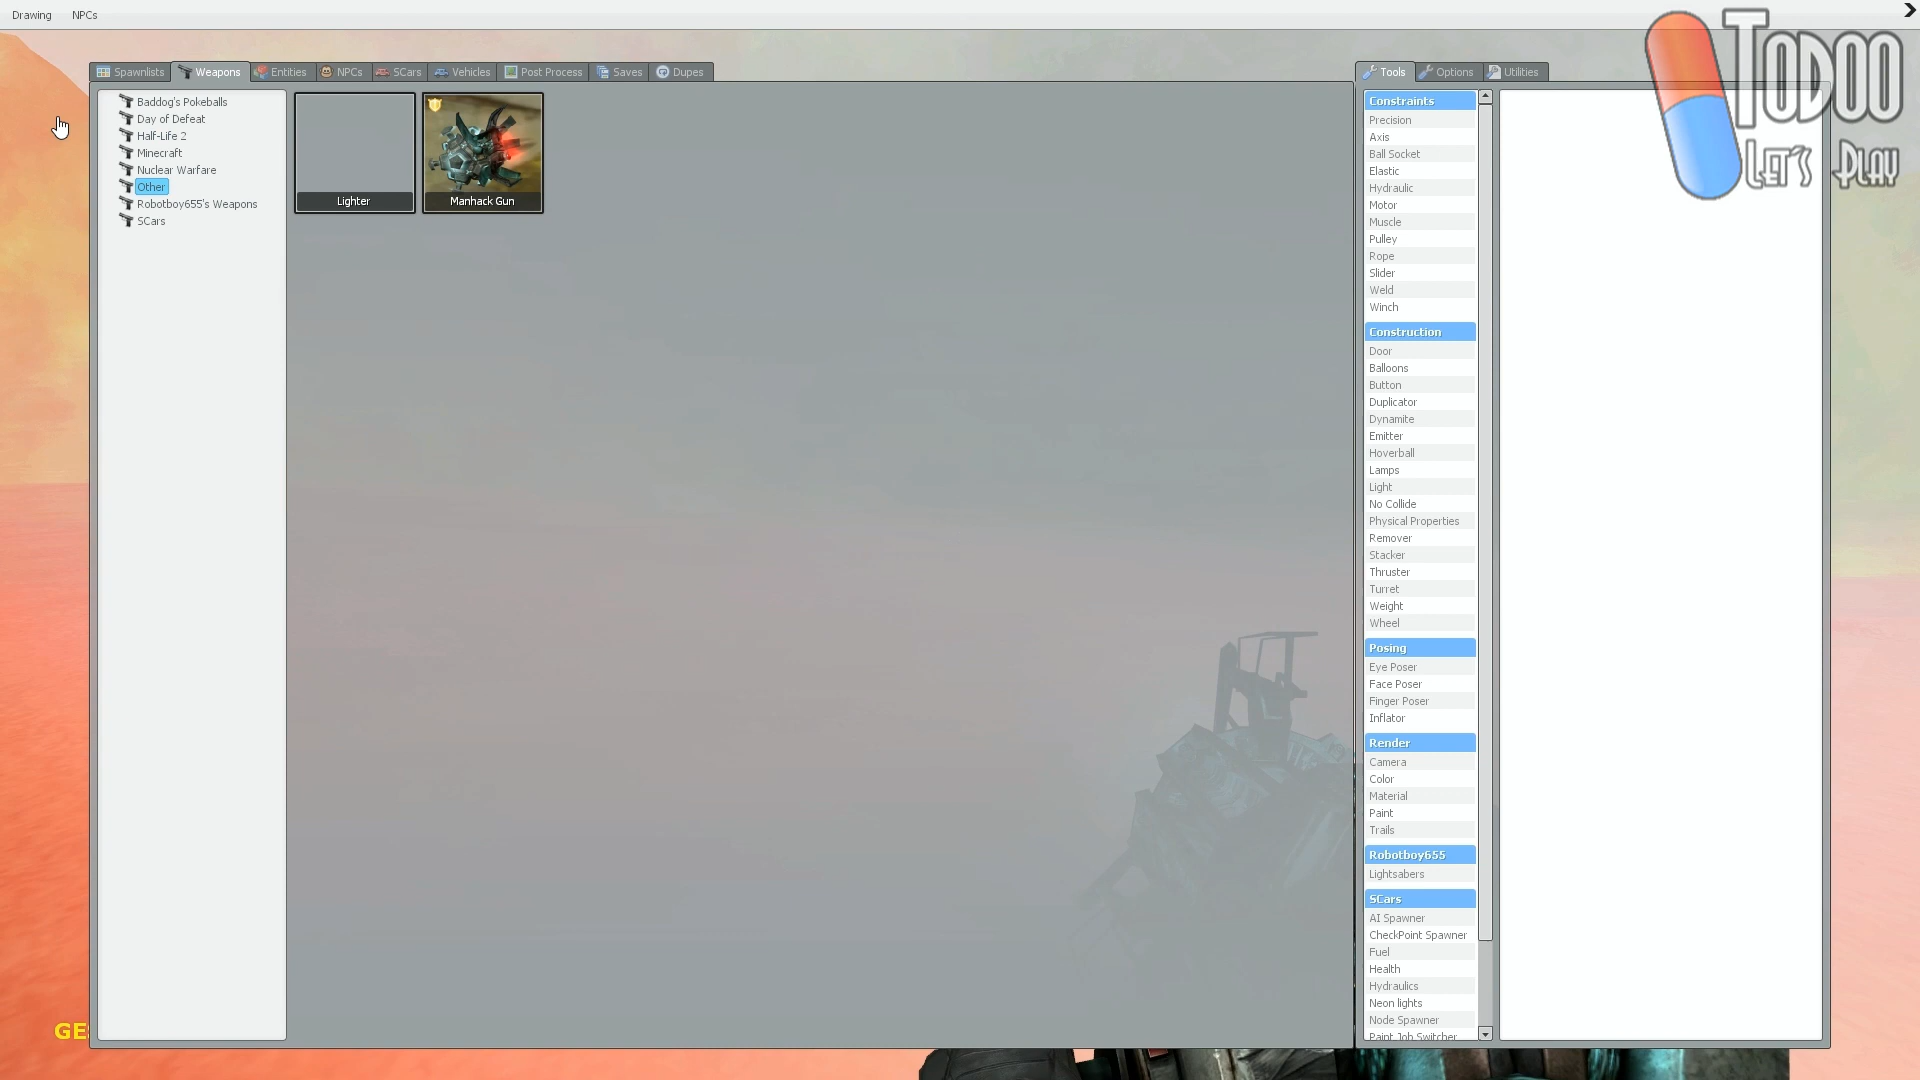 Drawing NPCs
TODOO
LET'S PLAY
Spawnlists Weapons Entities NPCs SCars Vehicles Post Process Saves Dupes
Tools Options Utilities
Baddog's Pokeballs
Day of Defeat
Half-Life 2
Minecraft
Nuclear Warfare
Other
Robotboy655's Weapons
SCars
Lighter
Manhack Gun
Constraints
Precision
Axis
Ball Socket
Elastic
Hydraulic
Motor
Muscle
Pulley
Rope
Slider
Weld
Winch
Construction
Door
Balloons
Button
Duplicator
Dynamite
Emitter
Hoverball
Lamps
Light
No Collide
Physical Properties
Remover
Stacker
Thruster
Turret
Weight
Wheel
Posing
Eye Poser
Face Poser
Finger Poser
Inflator
Render
Camera
Color
Material
Paint
Trails
Robotboy655
Lightsabers
SCars
AI Spawner
CheckPoint Spawner
Fuel
Health
Hydraulics
Neon lights
Node Spawner
Paint Job Switcher